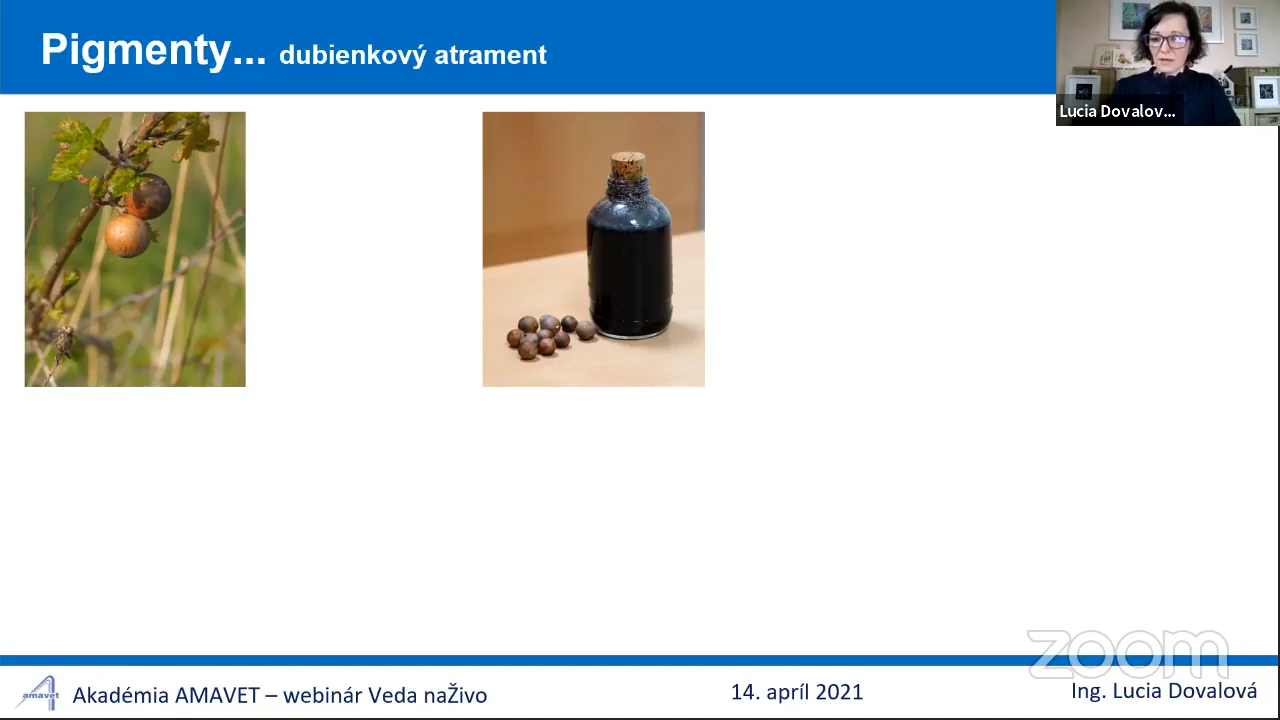 Pigmenty... dubienkový atrament
Lucia Dovalov...
zoom
amavet
Akadémia AMAVET – webinár Veda naŽivo
14. apríl 2021
Ing. Lucia Dovalová